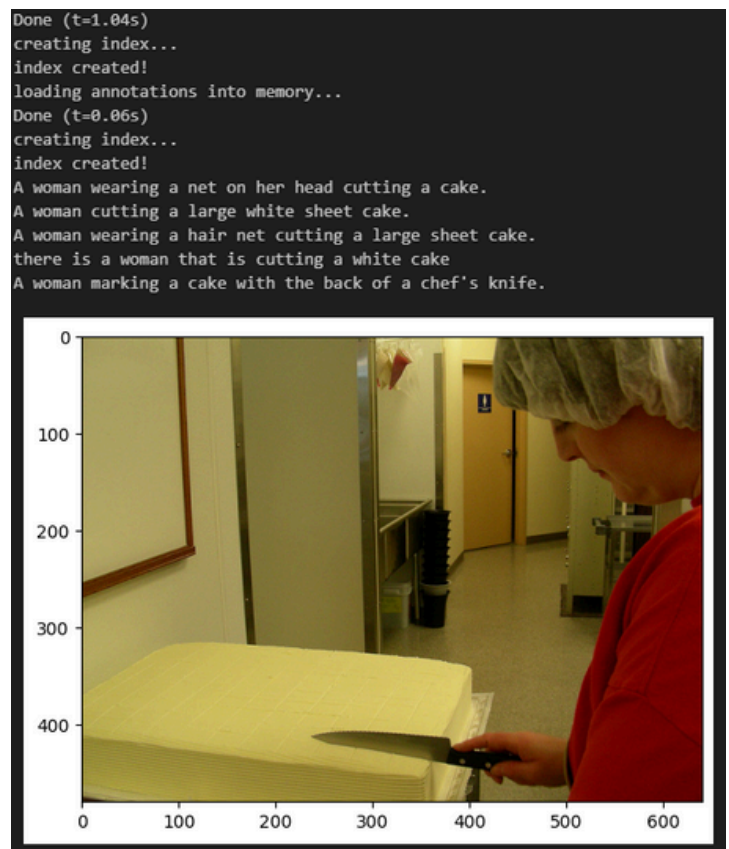 Done (t=1.04s)
creating index...
index created!
loading annotations into memory...
Done (t=0.06s)
creating index...
index created!
A woman wearing a net on her head cutting a cake.
A woman cutting a large white sheet cake.
A woman wearing a hair net cutting a large sheet cake.
there is a woman that is cutting a white cake
A woman marking a cake with the back of a chef's knife.
0
100
200
300
400
0 100 200 300 400 500 600